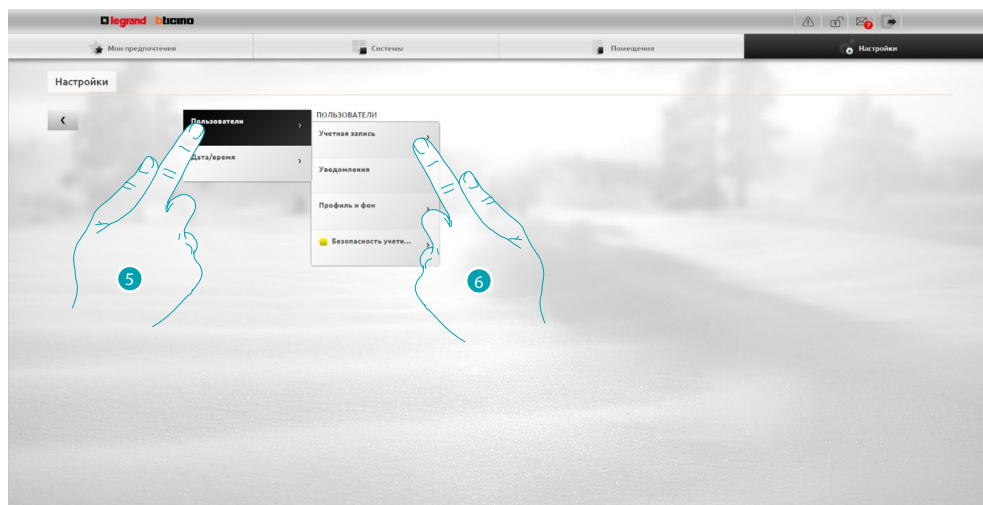 legrand bticino
7
Мои предпочтения
Системы
Помещения
Настройки
Настройки
Пользователи
Дата/время
ПОЛЬЗОВАТЕЛИ
Учетная запись
Уведомления
Профиль и фон
Безопасность учетн...
5
6